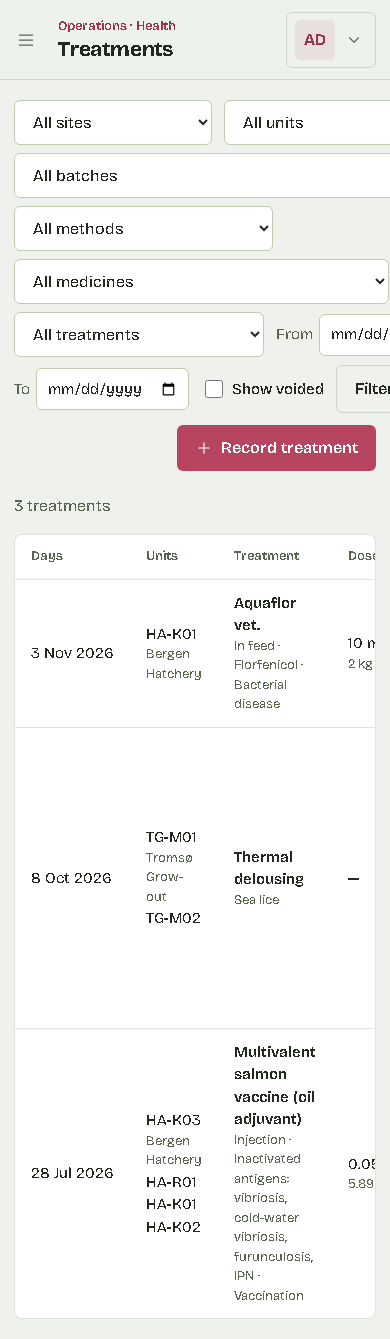 Operations · Health
Treatments
AD
All sites
All units
All batches
All methods
All medicines
All treatments
From
mm/dd/
To
mm/dd/yyyy
Show voided
Filter
Record treatment
3 treatments
Days
Units
Treatment
Dose
3 Nov 2026
HA-K01
Bergen
Hatchery
Aquaflor
vet.
In feed ·
Florfenicol ·
Bacterial
disease
10 m
2 kg
8 Oct 2026
TG-M01
Tromsø
Grow-
out
TG-M02
Thermal
delousing
Sea lice
—
28 Jul 2026
HA-K03
Bergen
Hatchery
HA-R01
HA-K01
HA-K02
Multivalent
salmon
vaccine (oil
adjuvant)
Injection ·
Inactivated
antigens:
vibriosis,
cold-water
vibriosis,
furunculosis,
IPN ·
Vaccination
0.05
5.89